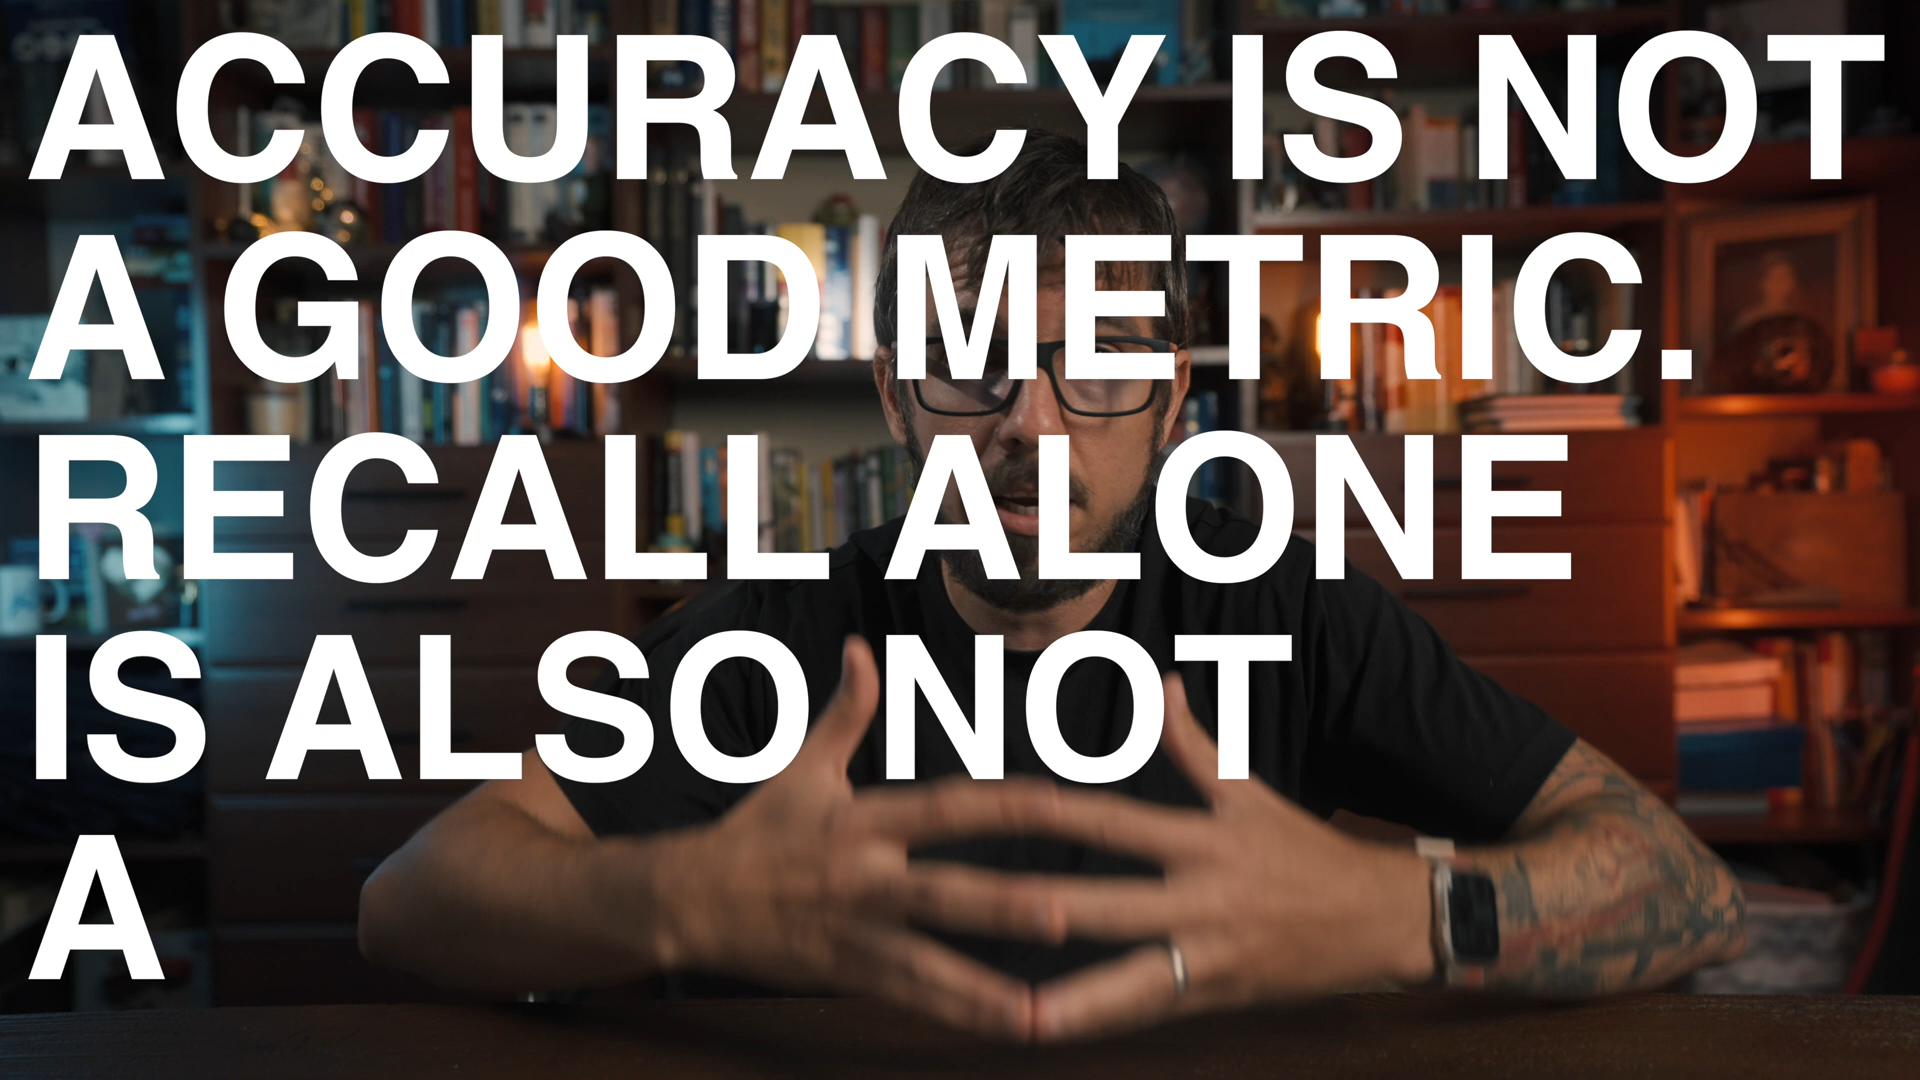 ACCURACY IS NOT
A GOOD METRIC.
RECALL ALONE
IS ALSO NOT
A